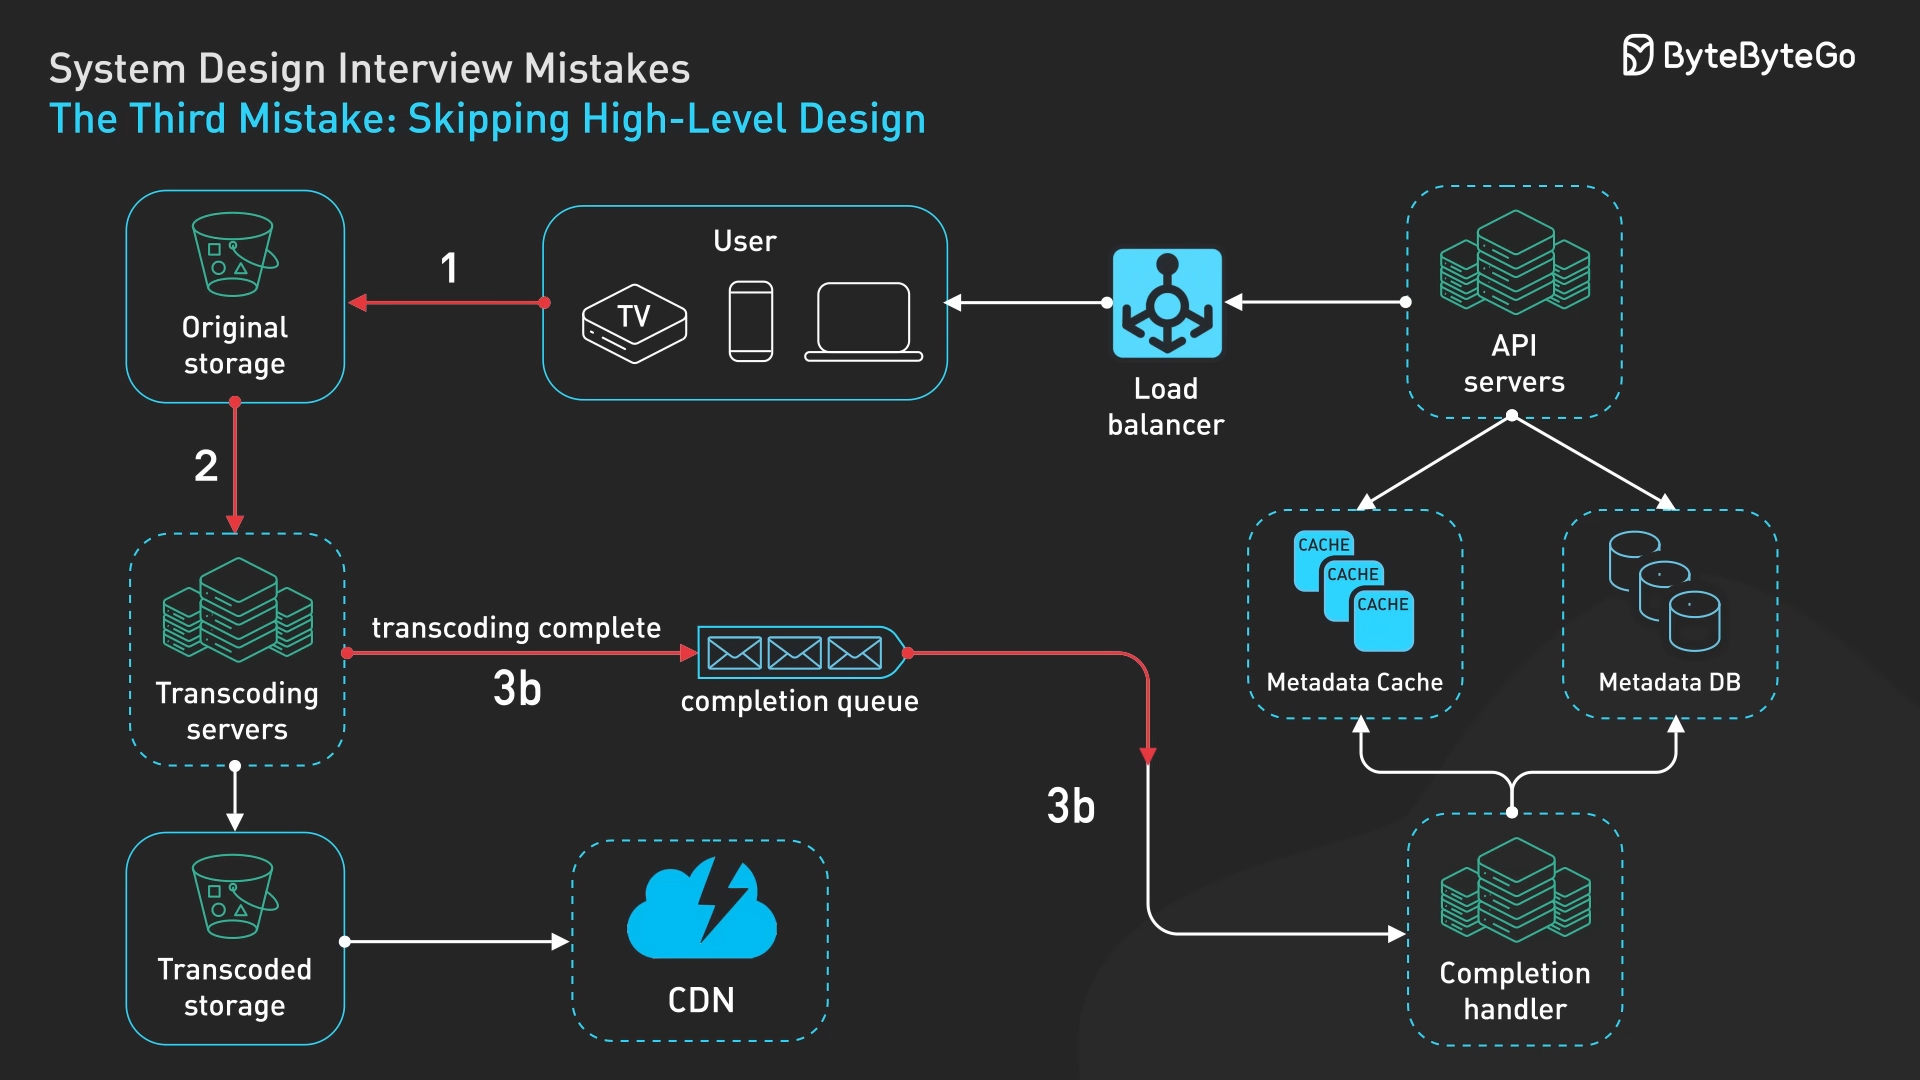 System Design Interview Mistakes
The Third Mistake: Skipping High-Level Design
ByteByteGo
Original
storage
1
User
TV
Load
balancer
API
servers
2
Transcoding
servers
transcoding complete
3b
completion queue
CACHE
CACHE
CACHE
Metadata Cache
Metadata DB
3b
Transcoded
storage
CDN
Completion
handler